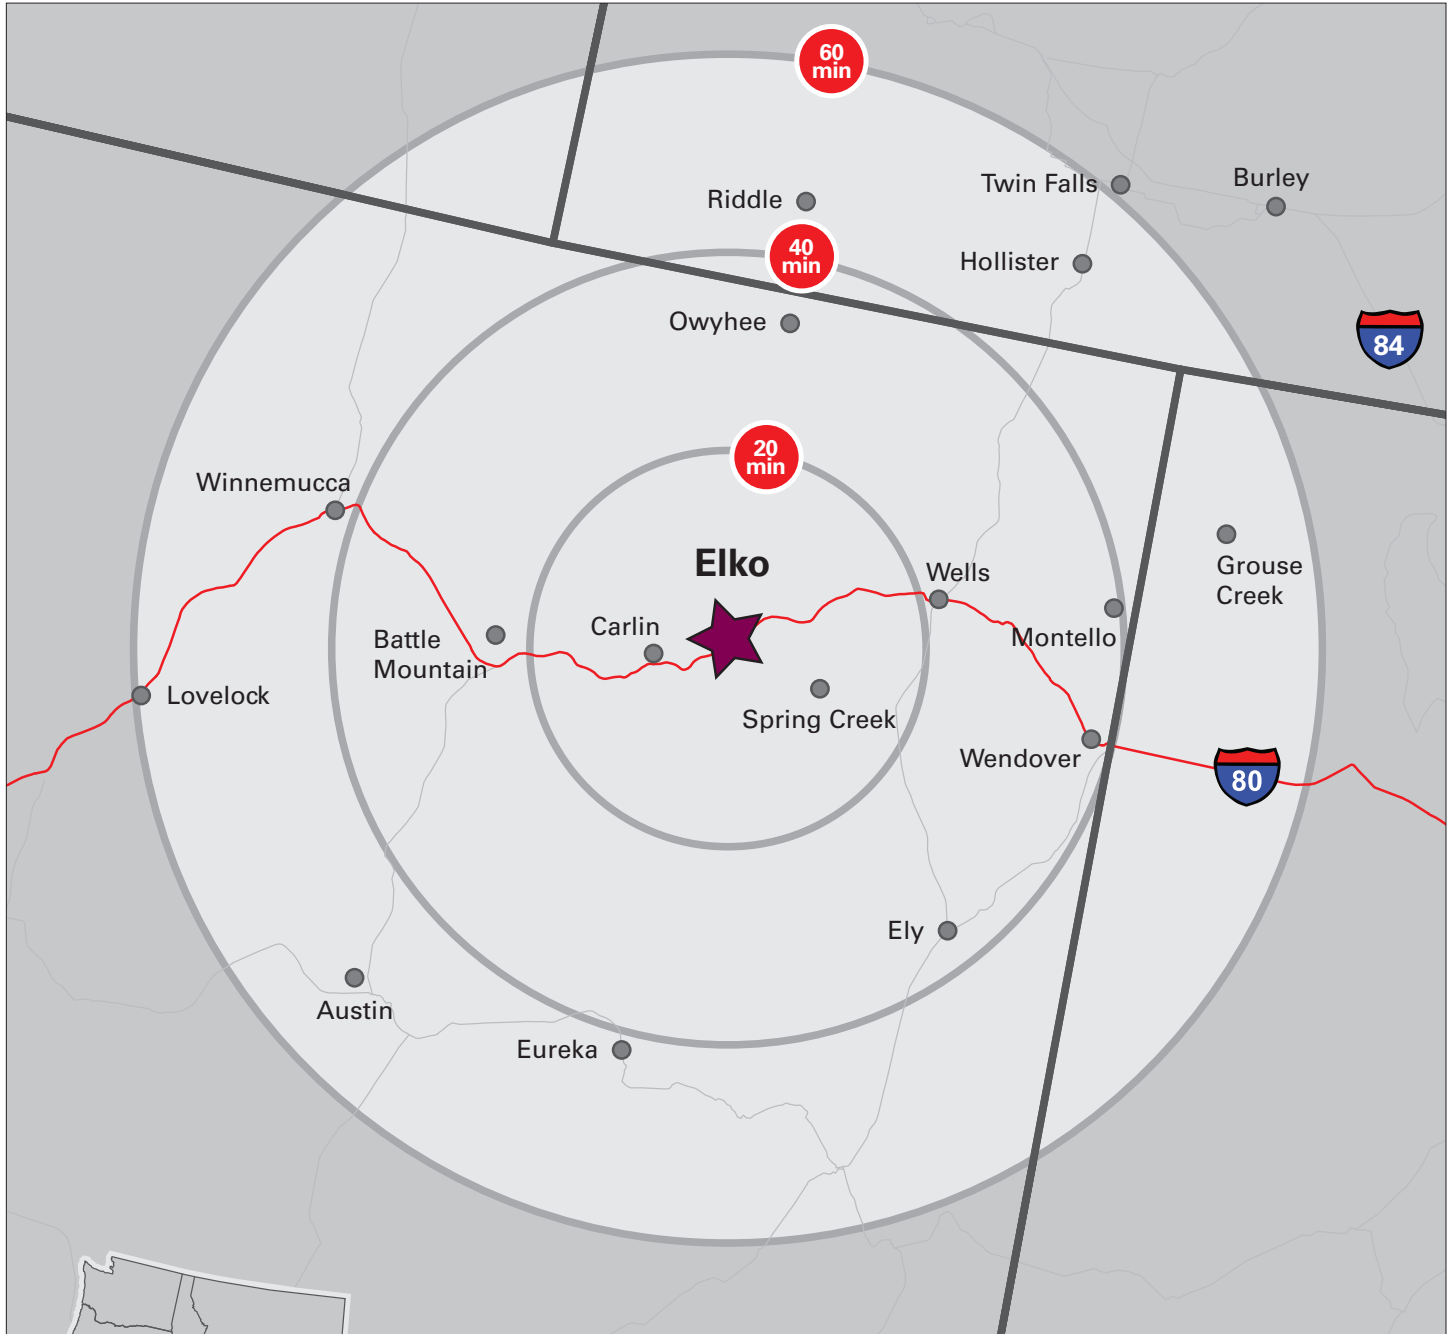 60
min
Twin Falls
Burley
Riddle
40
min
Hollister
Owyhee
84
20
min
Winnemucca
Elko
Grouse
Creek
Wells
Carlin
Battle
Mountain
Montello
Lovelock
Spring Creek
Wendover
80
Ely
Austin
Eureka